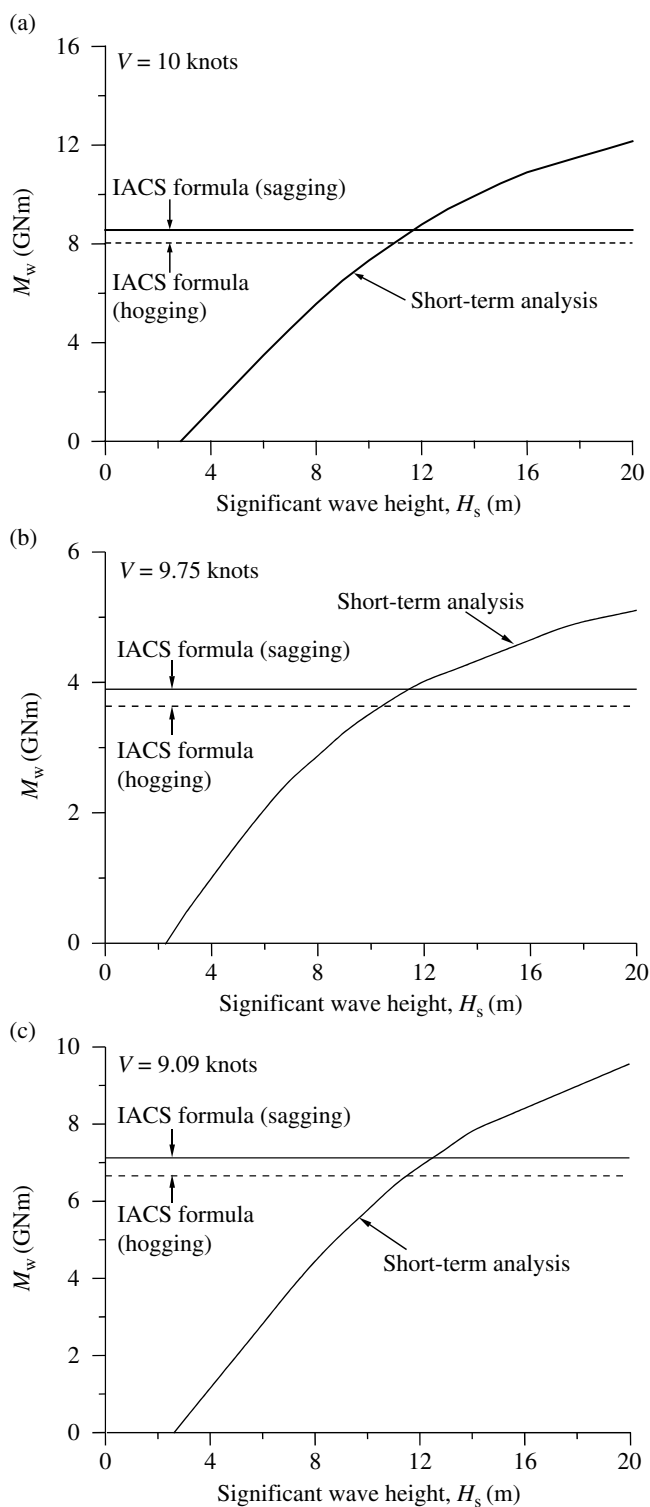 (a)
16
V = 10 knots
12
IACS formula (sagging)
8
IACS formula
(hogging)
Short-term analysis
4
0
M_w (GNm)
0 4 8 12 16 20
Significant wave height, H_s (m)
(b)
6
V = 9.75 knots
Short-term analysis
IACS formula (sagging)
4
IACS formula
(hogging)
2
0
M_w (GNm)
0 4 8 12 16 20
Significant wave height, H_s (m)
(c)
10
V = 9.09 knots
IACS formula (sagging)
8
6
IACS formula
(hogging)
Short-term analysis
4
2
0
M_w (GNm)
0 4 8 12 16 20
Significant wave height, H_s (m)